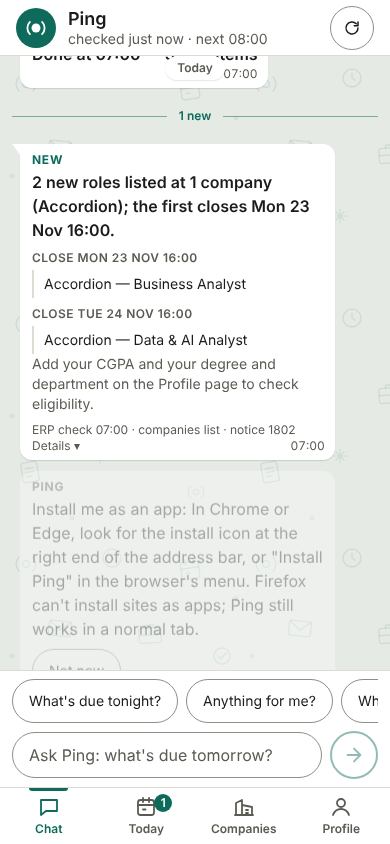 Ping
checked just now · next 08:00
Done at 07:00
items
Today
07:00
1 new
NEW
2 new roles listed at 1 company
(Accordion); the first closes Mon 23
Nov 16:00.
CLOSE MON 23 NOV 16:00
Accordion — Business Analyst
CLOSE TUE 24 NOV 16:00
Accordion — Data & AI Analyst
Add your CGPA and your degree and
department on the Profile page to check
eligibility.
ERP check 07:00 · companies list · notice 1802
Details ▾
07:00
PING
Install me as an app: In Chrome or
Edge, look for the install icon at the
right end of the address bar, or "Install
Ping" in the browser's menu. Firefox
can't install sites as apps; Ping still
works in a normal tab.
Not now
What's due tonight?
Anything for me?
Wh
Ask Ping: what's due tomorrow?
1
Chat
Today
Companies
Profile